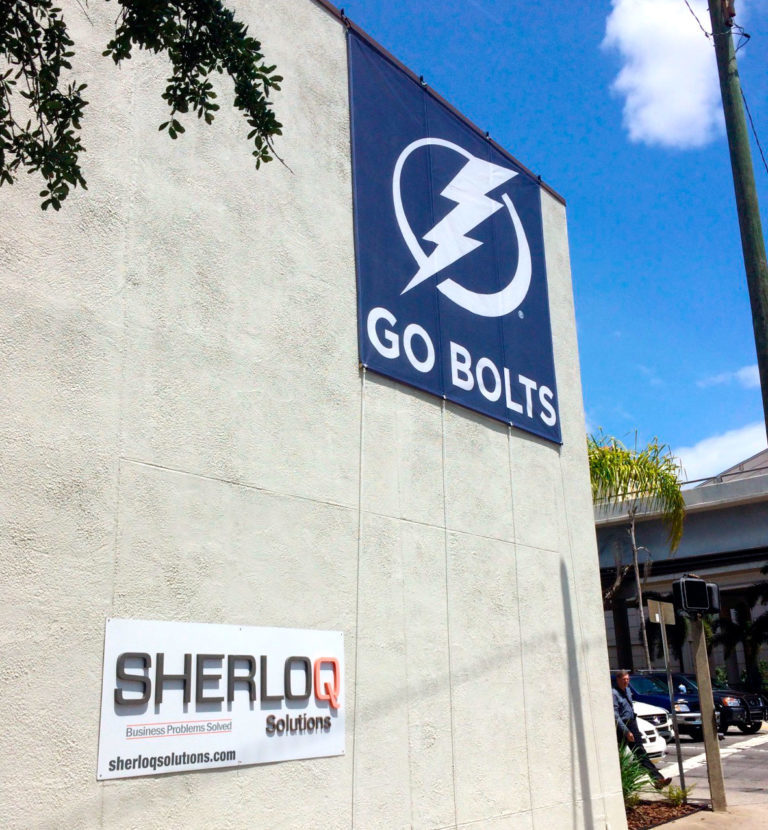 GO BOLTS
SHERLOQ
Solutions
Business Problems Solved
sherloqsolutions.com